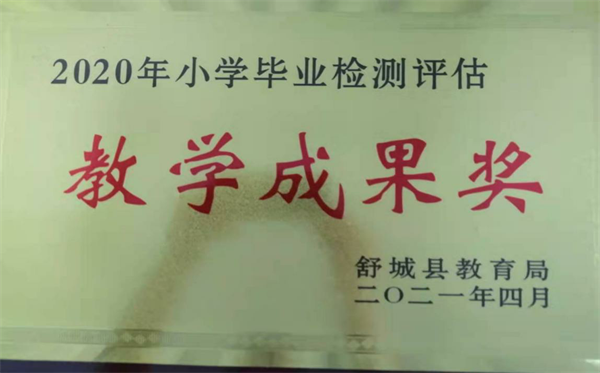 2020年小学毕业检测评估
教学成果奖
舒城县教育局
二〇二一年四月